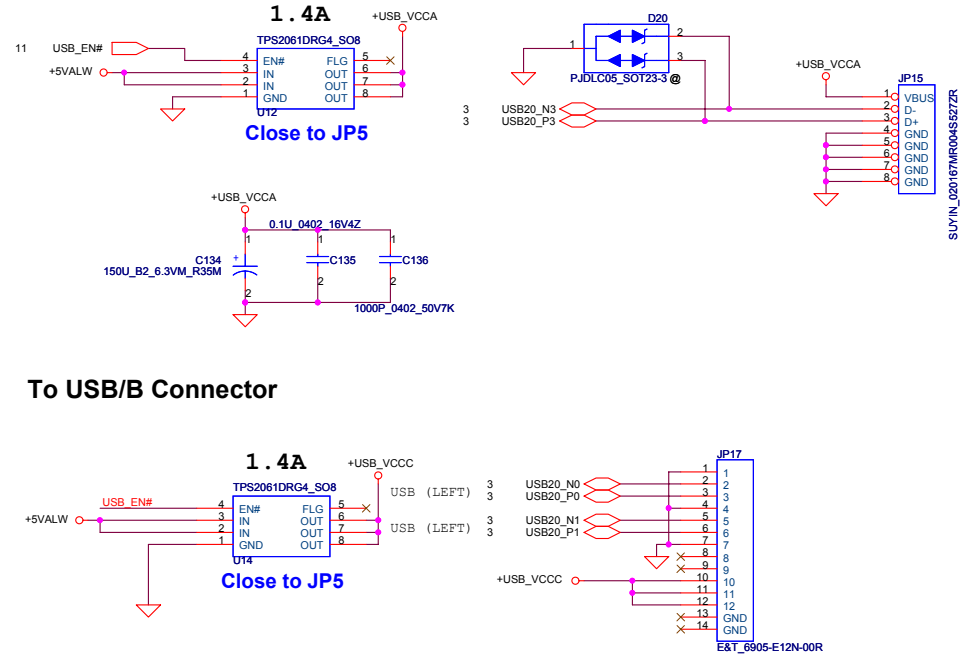 1.4A
+USB_VCCA
TPS2061DRG4_SO8
11 USB_EN#
+5VALW
4 EN# FLG 5
3 IN OUT 6
2 IN OUT 7
1 GND OUT 8
U12
Close to JP5
D20
1 2
3
PJDLC05_SOT23-3 @
+USB_VCCA
JP15
3 USB20_N3
3 USB20_P3
1 VBUS
2 D-
3 D+
4 GND
5 GND
6 GND
7 GND
8 GND
SUYIN_020167MR004S527ZR
+USB_VCCA
0.1U_0402_16V4Z
1 1 1
C134 + C135 C136
150U_B2_6.3VM_R35M
2 2 2
1000P_0402_50V7K
To USB/B Connector
1.4A
+USB_VCCC
TPS2061DRG4_SO8
USB_EN#
+5VALW
4 EN# FLG 5
3 IN OUT 6
2 IN OUT 7
1 GND OUT 8
U14
Close to JP5
JP17
USB (LEFT) 3 USB20_N0
3 USB20_P0
USB (LEFT) 3 USB20_N1
3 USB20_P1
+USB_VCCC
1 1
2 2
3 3
4 4
5 5
6 6
7 7
8 8
9 9
10 10
11 11
12 12
13 GND
14 GND
E&T_6905-E12N-00R